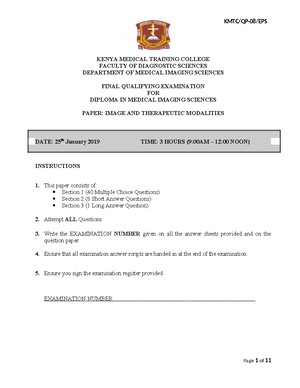 KMTC/QP-08/EPS
KENYA MEDICAL TRAINING COLLEGE
FACULTY OF DIAGNOSTIC SCIENCES
DEPARTMENT OF MEDICAL IMAGING SCIENCES
FINAL QUALIFYING EXAMINATION
FOR
DIPLOMA IN MEDICAL IMAGING SCIENCES
PAPER: IMAGE AND THERAPEUTIC MODALITIES
DATE: 25th January 2019 TIME: 3 HOURS (9:00AM – 12:00 NOON)
INSTRUCTIONS
1. This paper consists of:
• Section 1 (40 Multiple Choice Questions)
• Section 2 (8 Short Answer Questions)
• Section 3 (1 Long Answer Question)
2. Attempt ALL Questions
3. Write the EXAMINATION NUMBER given on all the answer sheets provided and on the
question paper.
4. Ensure that all examination answer scripts are handed in at the end of the examination
5. Ensure you sign the examination register provided
EXAMINATION NUMBER
Page 1 of 11